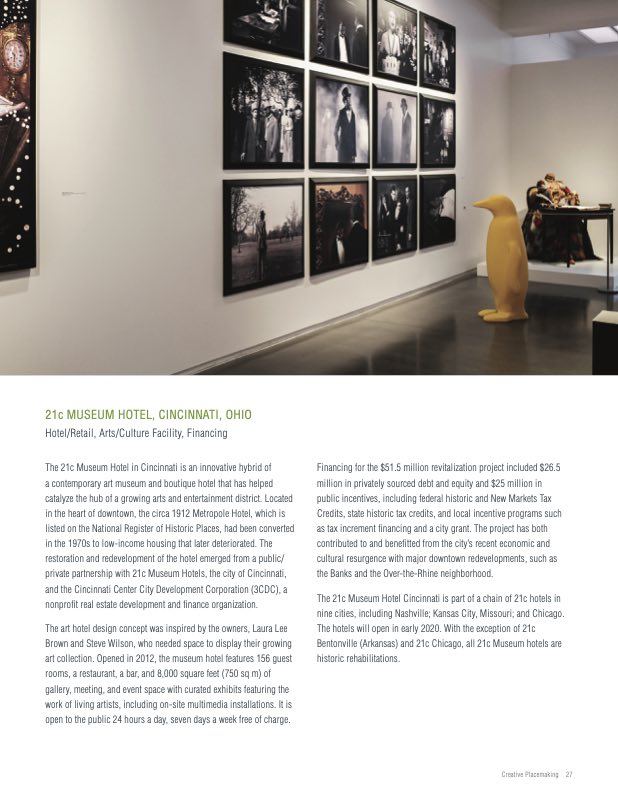 21c MUSEUM HOTEL, CINCINNATI, OHIO
Hotel/Retail, Arts/Culture Facility, Financing
The 21c Museum Hotel in Cincinnati is an innovative hybrid of
a contemporary art museum and boutique hotel that has helped
catalyze the hub of a growing arts and entertainment district. Located
in the heart of downtown, the circa 1912 Metropole Hotel, which is
listed on the National Register of Historic Places, had been converted
in the 1970s to low-income housing that later deteriorated. The
restoration and redevelopment of the hotel emerged from a public/
private partnership with 21c Museum Hotels, the city of Cincinnati,
and the Cincinnati Center City Development Corporation (3CDC), a
nonprofit real estate development and finance organization.
The art hotel design concept was inspired by the owners, Laura Lee
Brown and Steve Wilson, who needed space to display their growing
art collection. Opened in 2012, the museum hotel features 156 guest
rooms, a restaurant, a bar, and 8,000 square feet (750 sq m) of
gallery, meeting, and event space with curated exhibits featuring the
work of living artists, including on-site multimedia installations. It is
open to the public 24 hours a day, seven days a week free of charge.
Financing for the $51.5 million revitalization project included $26.5
million in privately sourced debt and equity and $25 million in
public incentives, including federal historic and New Markets Tax
Credits, state historic tax credits, and local incentive programs such
as tax increment financing and a city grant. The project has both
contributed to and benefitted from the city's recent economic and
cultural resurgence with major downtown redevelopments, such as
the Banks and the Over-the-Rhine neighborhood.
The 21c Museum Hotel Cincinnati is part of a chain of 21c hotels in
nine cities, including Nashville; Kansas City, Missouri; and Chicago.
The hotels will open in early 2020. With the exception of 21c
Bentonville (Arkansas) and 21c Chicago, all 21c Museum hotels are
historic rehabilitations.
Creative Placemaking 27